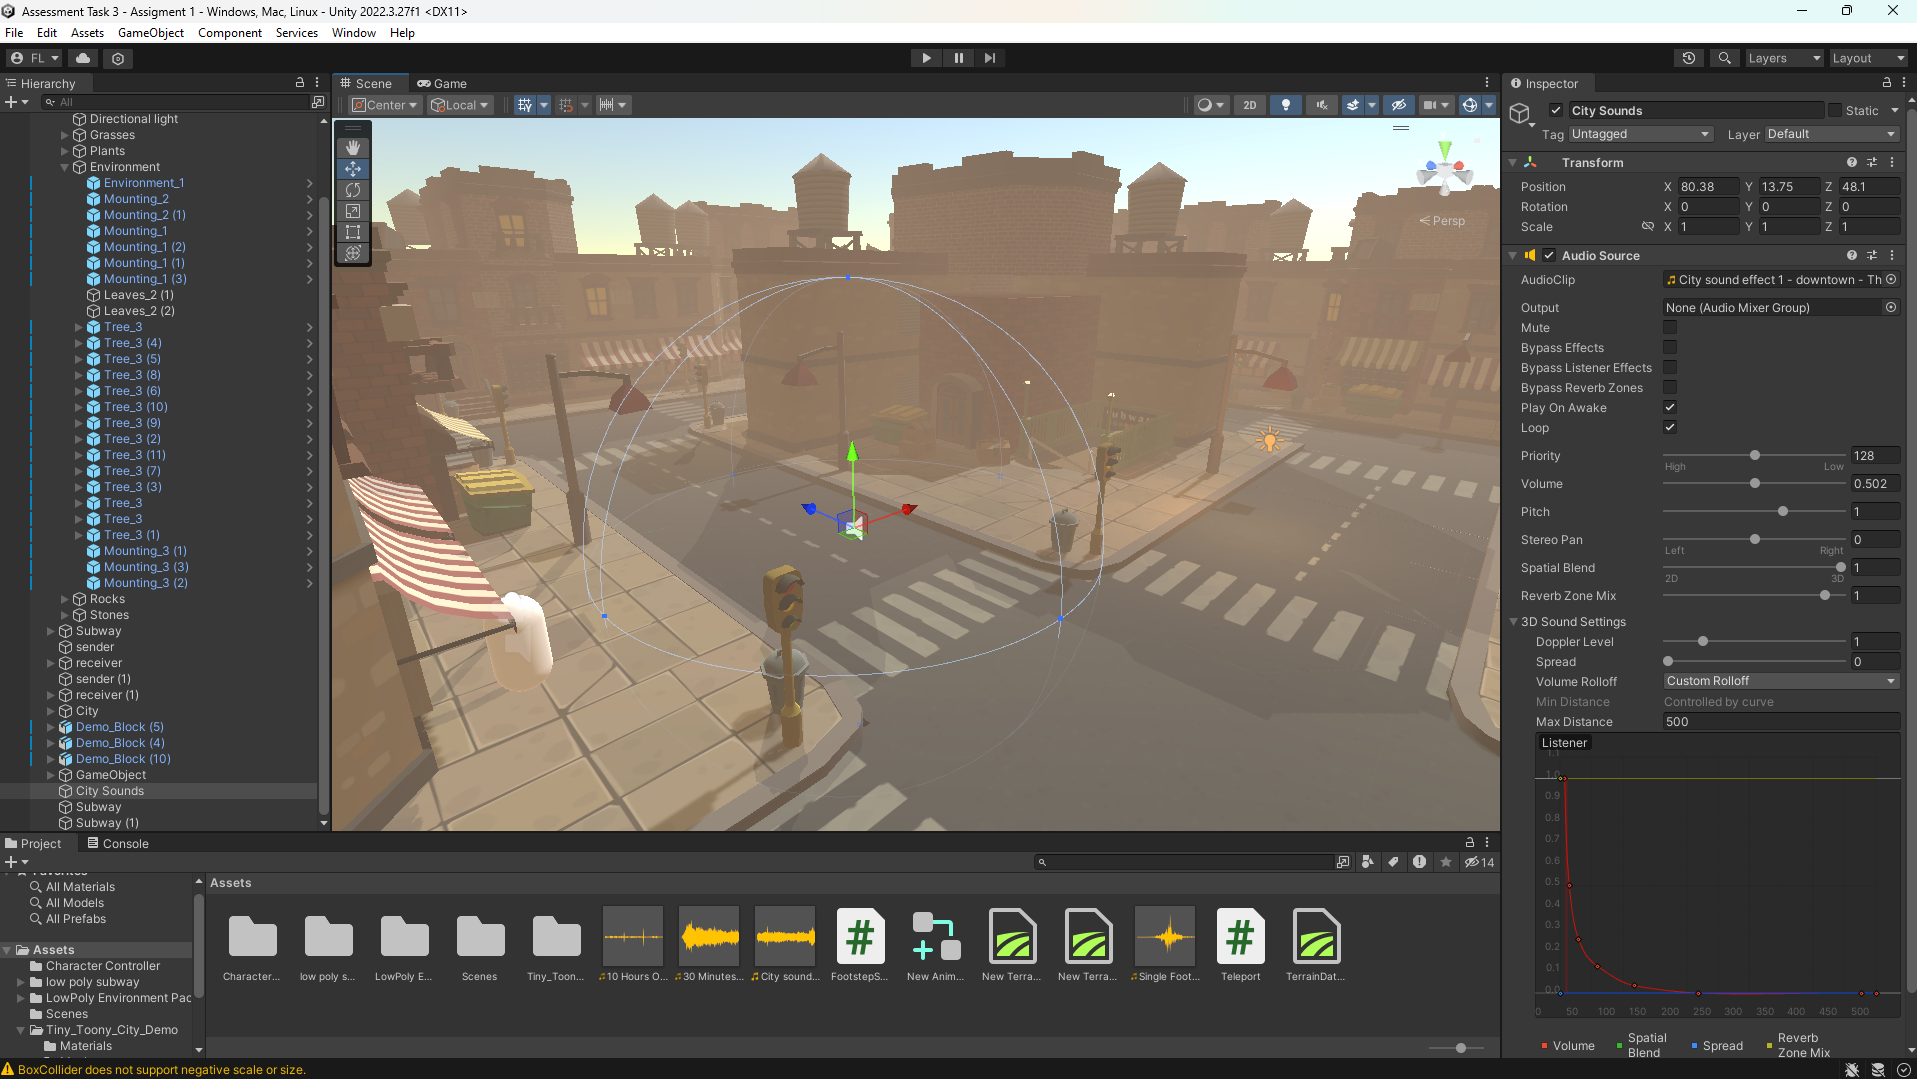 Assessment Task 3 - Assigment 1 - Windows, Mac, Linux - Unity 2022.3.27f1 <DX11>
File Edit Assets GameObject Component Services Window Help
FL Layers Layout
Hierarchy
All
Directional light
Grasses
Plants
Environment
Environment_1
Mounting_2
Mounting_2 (1)
Mounting_1
Mounting_1 (2)
Mounting_1 (1)
Mounting_1 (3)
Leaves_2 (1)
Leaves_2 (2)
Tree_3
Tree_3 (4)
Tree_3 (5)
Tree_3 (8)
Tree_3 (6)
Tree_3 (10)
Tree_3 (9)
Tree_3 (2)
Tree_3 (11)
Tree_3 (7)
Tree_3 (3)
Tree_3
Tree_3
Tree_3 (1)
Mounting_3 (1)
Mounting_3 (3)
Mounting_3 (2)
Rocks
Stones
Subway
sender
receiver
sender (1)
receiver (1)
City
Demo_Block (5)
Demo_Block (4)
Demo_Block (10)
GameObject
City Sounds
Subway
Subway (1)
Scene Game
Center Local 2D
Persp
Inspector
City Sounds Static
Tag Untagged Layer Default
Transform
Position X 80.38 Y 13.75 Z 48.1
Rotation X 0 Y 0 Z 0
Scale X 1 Y 1 Z 1
Audio Source
AudioClip City sound effect 1 - downtown - Th
Output None (Audio Mixer Group)
Mute
Bypass Effects
Bypass Listener Effects
Bypass Reverb Zones
Play On Awake
Loop
Priority 128
High Low
Volume 0.502
Pitch 1
Stereo Pan 0
Left Right
Spatial Blend 1
2D 3D
Reverb Zone Mix 1
3D Sound Settings
Doppler Level 1
Spread 0
Volume Rolloff Custom Rolloff
Min Distance Controlled by curve
Max Distance 500
Listener
1.1
1.0
0.9
0.8
0.7
0.6
0.5
0.4
0.3
0.2
0.1
0.0
0 50 100 150 200 250 300 350 400 450 500
Volume Spatial Blend Spread Reverb Zone Mix
Project Console
14
Favorites
All Materials
All Models
All Prefabs
Assets
Character Controller
low poly subway
LowPoly Environment Pac
Scenes
Tiny_Toony_City_Demo
Materials
Assets
Character... low poly s... LowPoly E... Scenes Tiny_Toon... 10 Hours O... 30 Minutes... City sound... FootstepS... New Anim... New Terra... New Terra... Single Foot... Teleport TerrainDat...
BoxCollider does not support negative scale or size.